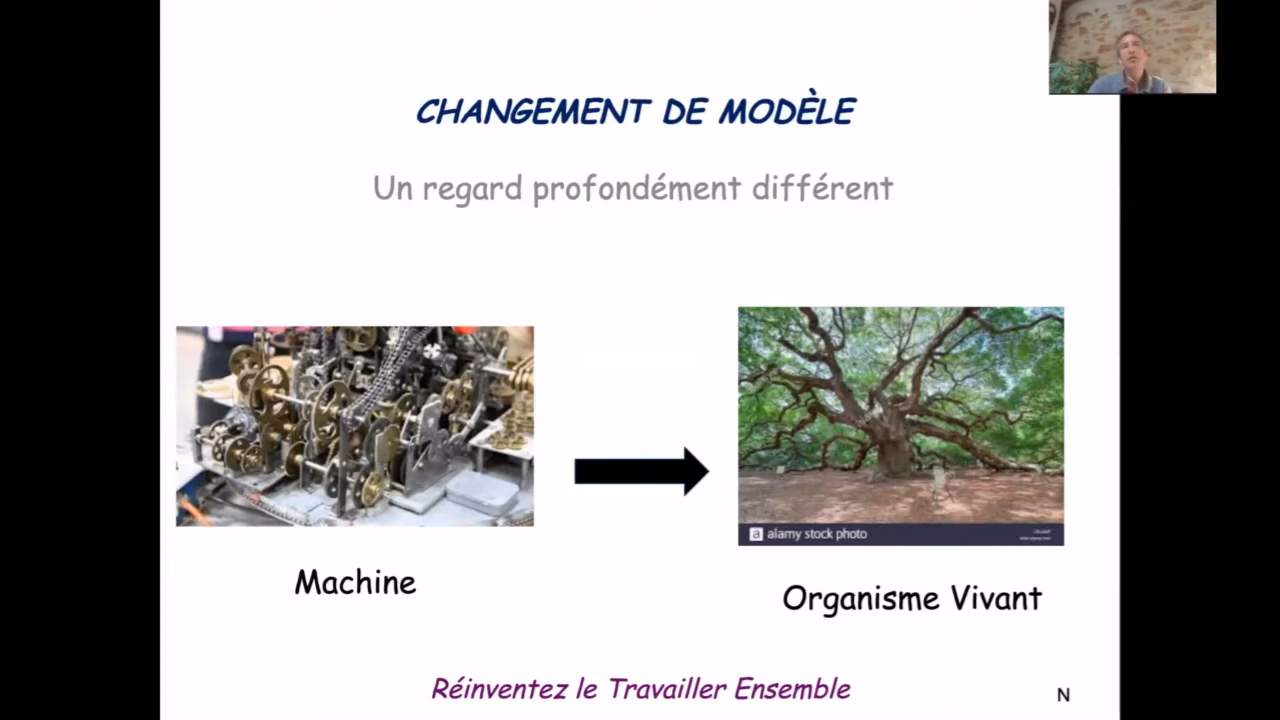 CHANGEMENT DE MODÈLE
Un regard profondément différent
a alamy stock photo
Machine
Organisme Vivant
Réinventez le Travailler Ensemble
N